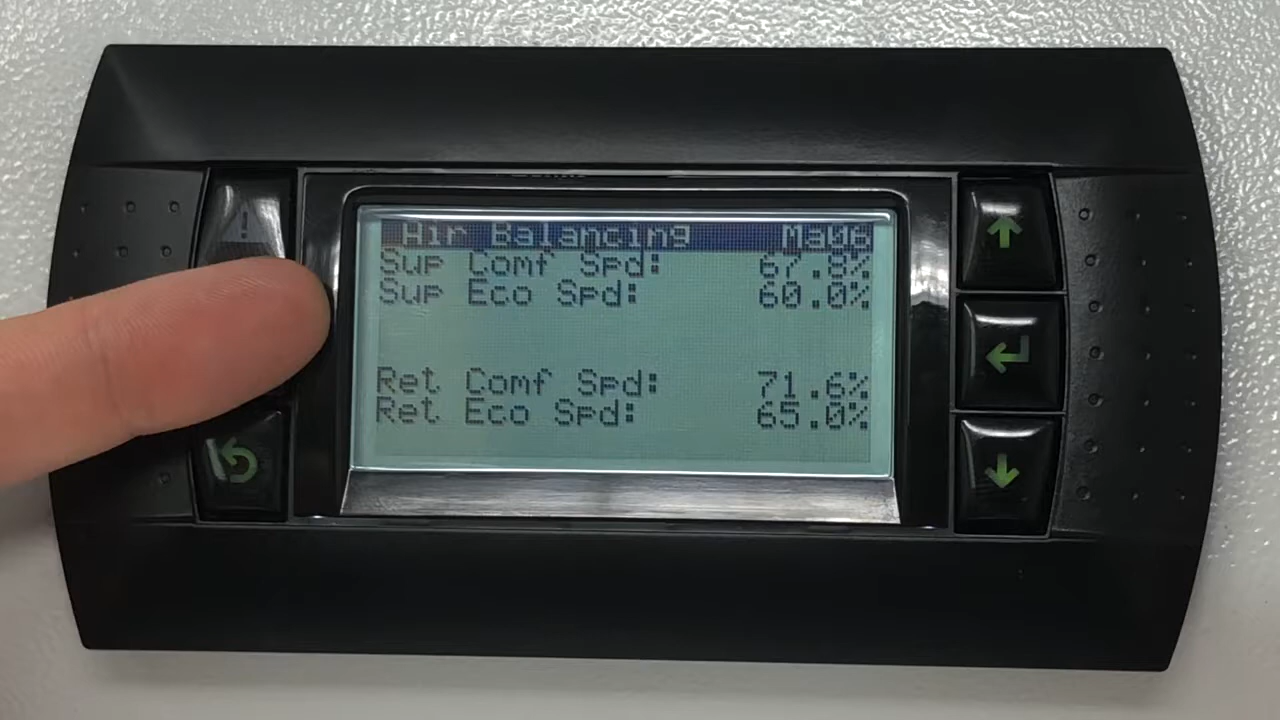 Air Balancing Ma06
Sup Comf Spd: 67.8%
Sup Eco Spd: 60.0%
Ret Comf Spd: 71.6%
Ret Eco Spd: 65.0%